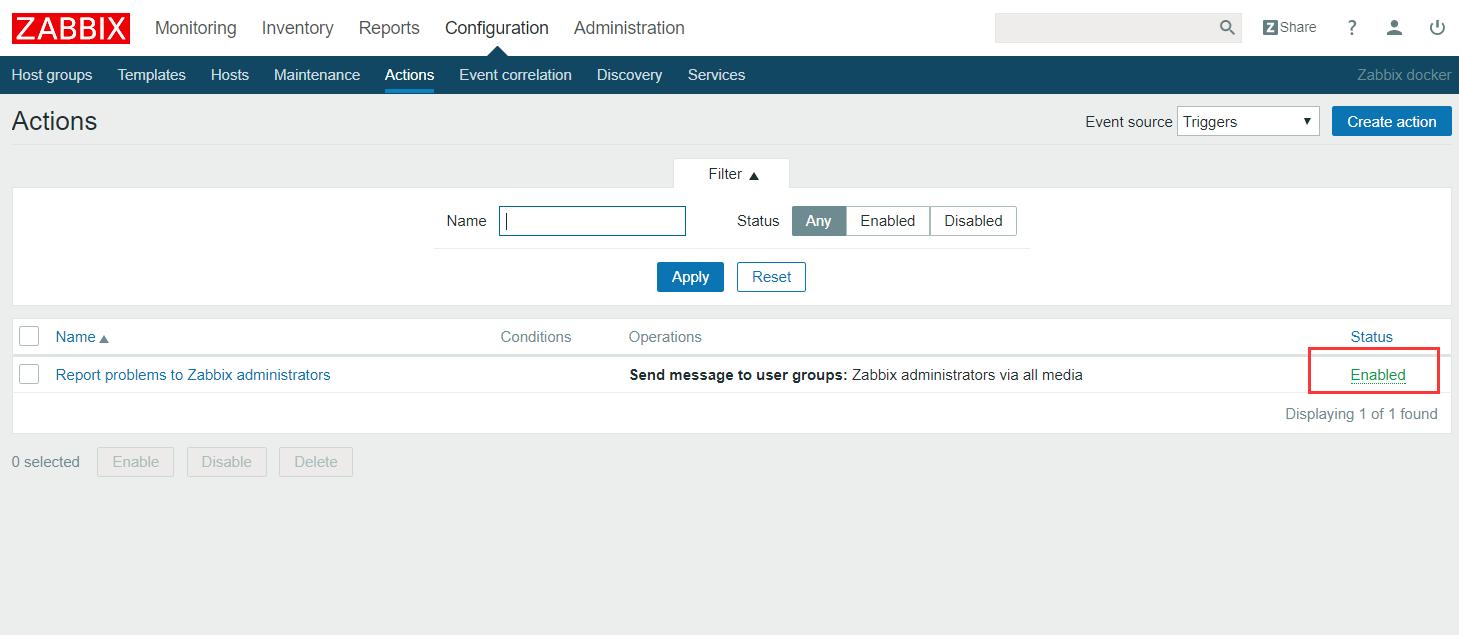 ZABBIX Monitoring Inventory Reports Configuration Administration Z Share ?
Host groups Templates Hosts Maintenance Actions Event correlation Discovery Services Zabbix docker
Actions Event source Triggers ▼ Create action
Filter ▲
Name Status Any Enabled Disabled
Apply Reset
Name ▲ Conditions Operations Status
Report problems to Zabbix administrators Send message to user groups: Zabbix administrators via all media Enabled
Displaying 1 of 1 found
0 selected Enable Disable Delete